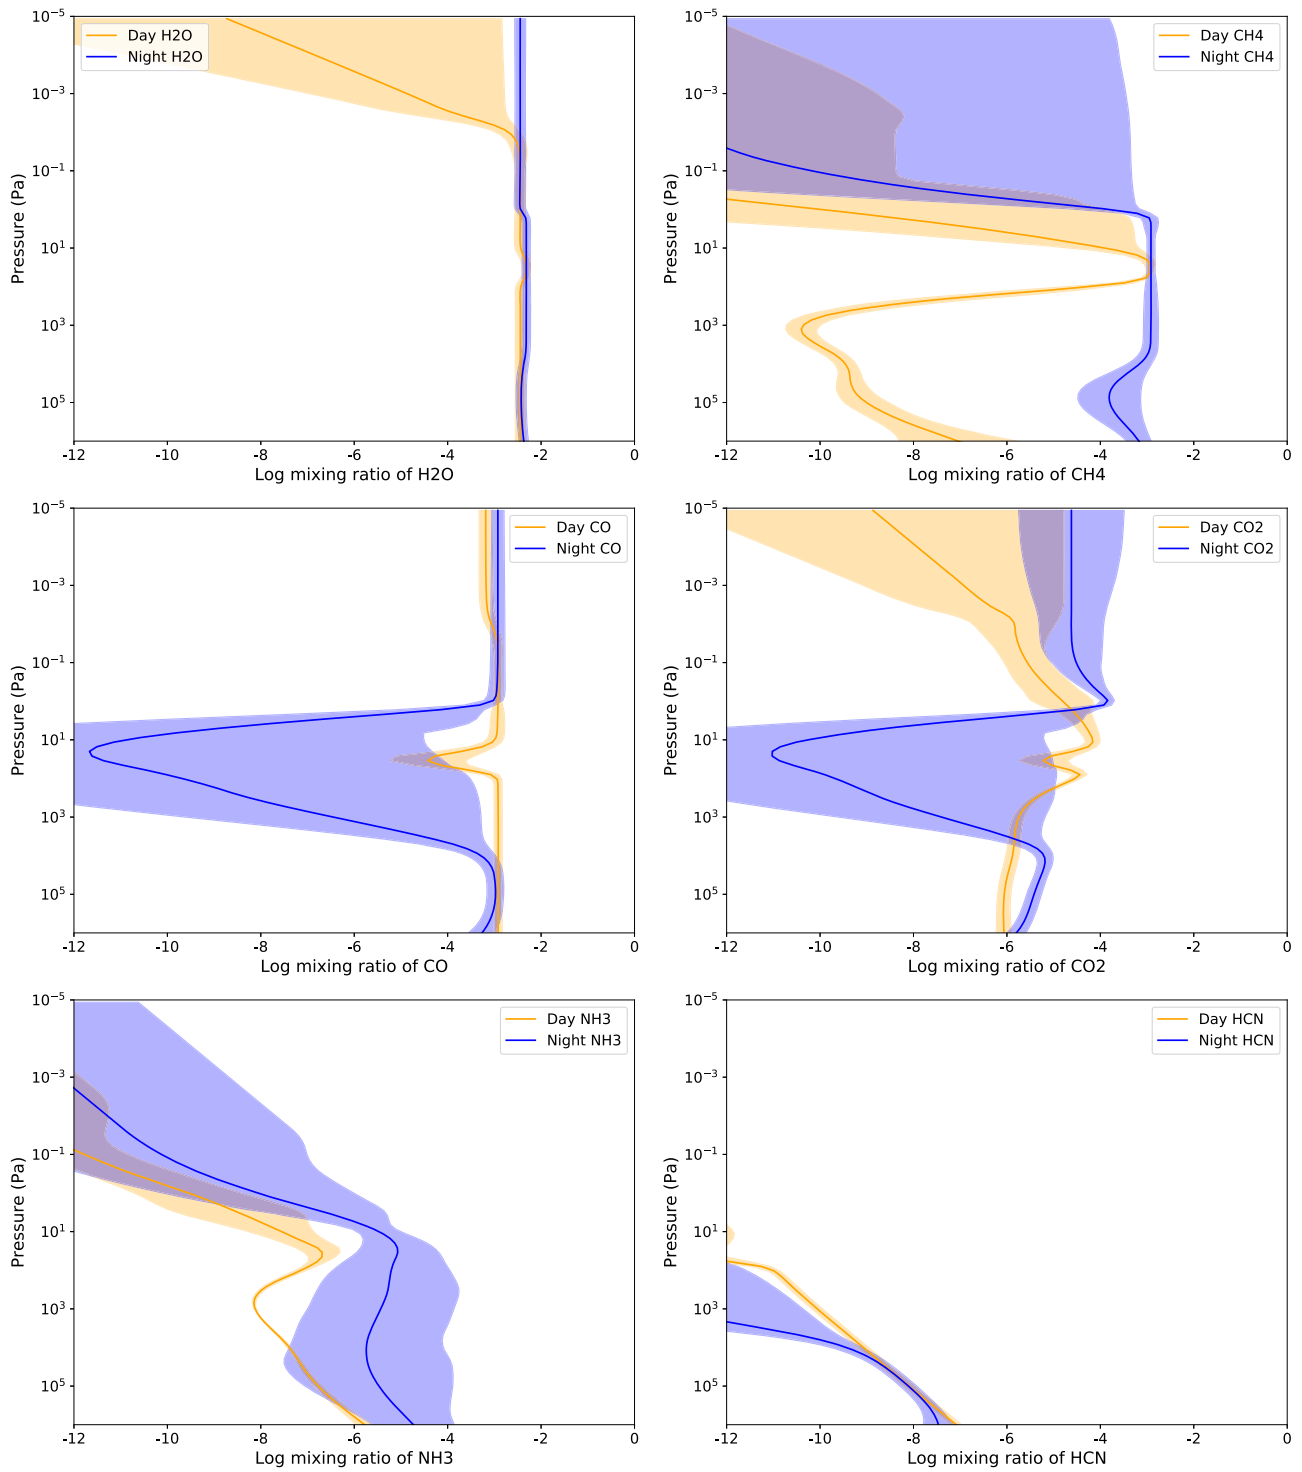 10⁻⁵
10⁻³
10⁻¹
10¹
10³
10⁵
Pressure (Pa)
Day H2O
Night H2O
-12 -10 -8 -6 -4 -2 0
Log mixing ratio of H2O
10⁻⁵
10⁻³
10⁻¹
10¹
10³
10⁵
Pressure (Pa)
Day CH4
Night CH4
-12 -10 -8 -6 -4 -2 0
Log mixing ratio of CH4
10⁻⁵
10⁻³
10⁻¹
10¹
10³
10⁵
Pressure (Pa)
Day CO
Night CO
-12 -10 -8 -6 -4 -2 0
Log mixing ratio of CO
10⁻⁵
10⁻³
10⁻¹
10¹
10³
10⁵
Pressure (Pa)
Day CO2
Night CO2
-12 -10 -8 -6 -4 -2 0
Log mixing ratio of CO2
10⁻⁵
10⁻³
10⁻¹
10¹
10³
10⁵
Pressure (Pa)
Day NH3
Night NH3
-12 -10 -8 -6 -4 -2 0
Log mixing ratio of NH3
10⁻⁵
10⁻³
10⁻¹
10¹
10³
10⁵
Pressure (Pa)
Day HCN
Night HCN
-12 -10 -8 -6 -4 -2 0
Log mixing ratio of HCN